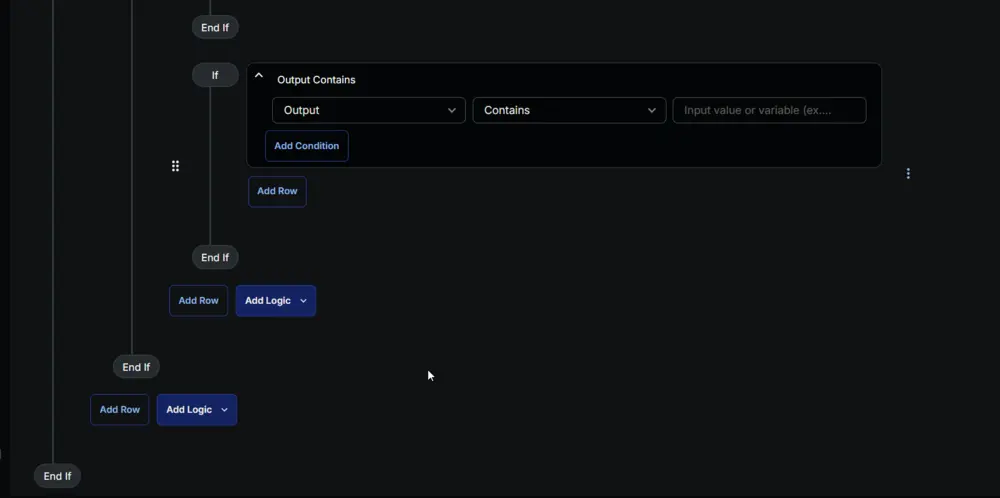 End If
If
Output Contains
Output
Contains
Input value or variable (ex....
Add Condition
Add Row
End If
Add Row
Add Logic
End If
Add Row
Add Logic
End If